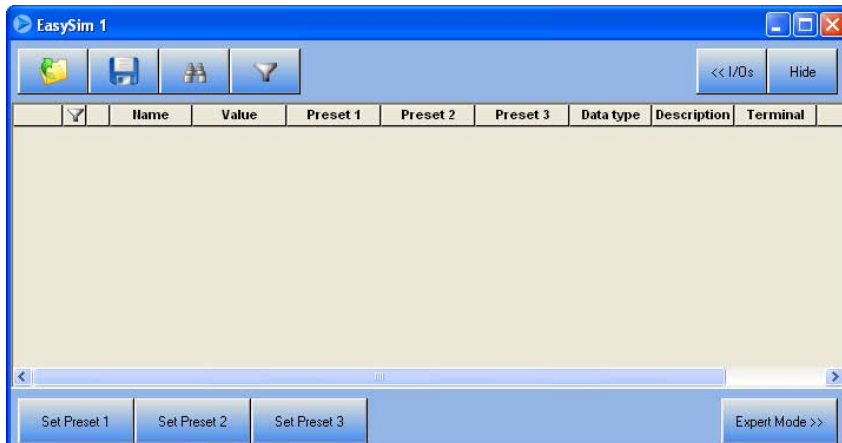 EasySim 1
<< I/Os Hide
Name Value Preset 1 Preset 2 Preset 3 Data type Description Terminal
Set Preset 1 Set Preset 2 Set Preset 3 Expert Mode >>